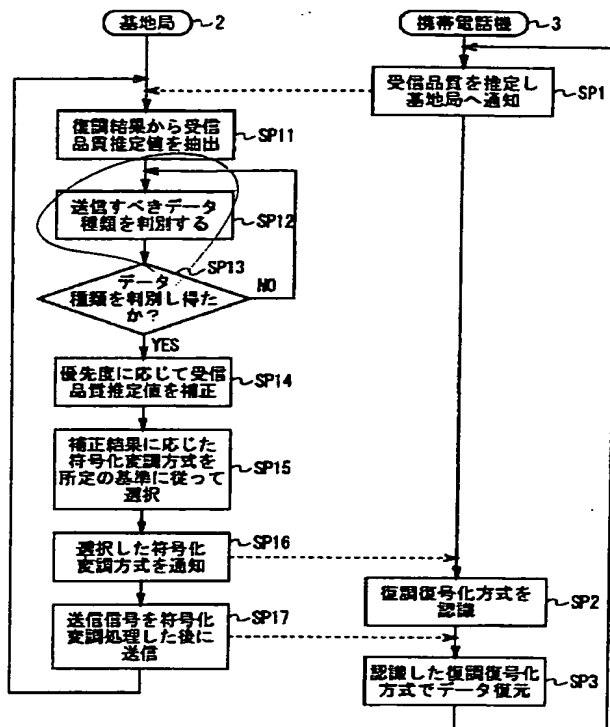 基地局
2
携帯電話機
3
受信品質を推定し
基地局へ通知
SP1
復調結果から受信
品質推定値を抽出
SP11
送信すべきデータ
種類を判別する
SP12
データ
種類を判別し得た
か?
SP13
NO
YES
優先度に応じて受信
品質推定値を補正
SP14
補正結果に応じた
符号化変調方式を
所定の基準に従って
選択
SP15
選択した符号化
変調方式を通知
SP16
復調復号化方式を
認識
SP2
送信信号を符号化
変調処理した後に
送信
SP17
認識した復調復号化
方式でデータ復元
SP3